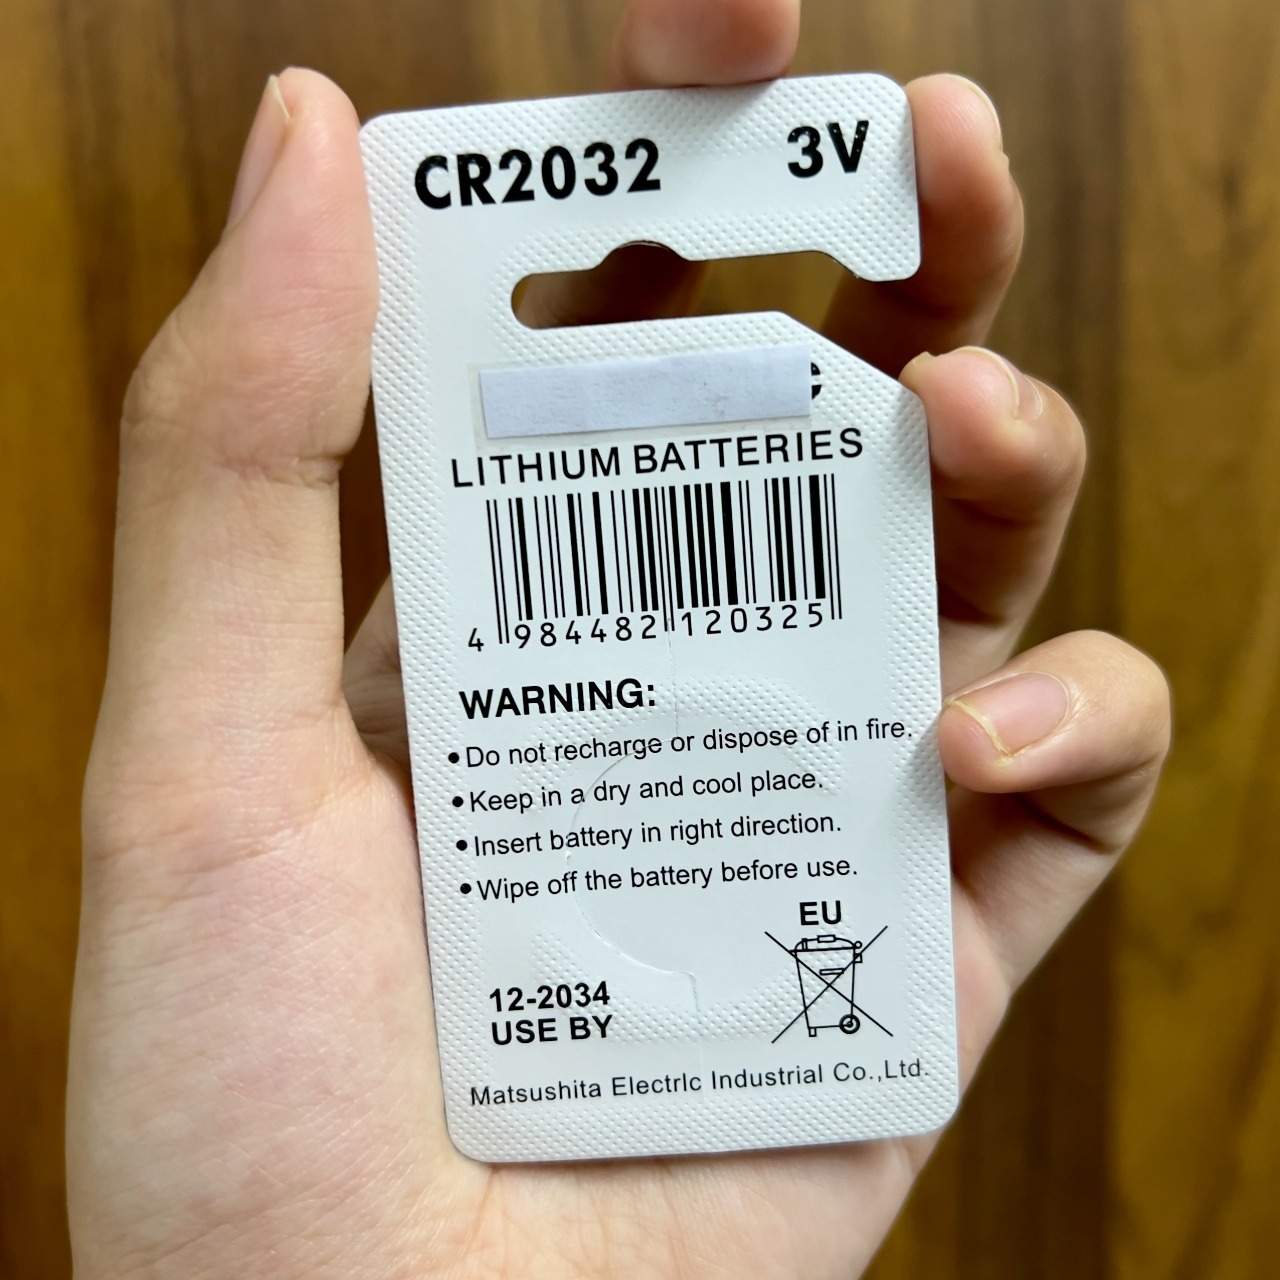 CR2032 3V
LITHIUM BATTERIES
4 984482 120325
WARNING:
• Do not recharge or dispose of in fire.
• Keep in a dry and cool place.
• Insert battery in right direction.
• Wipe off the battery before use.
EU
12-2034
USE BY
Matsushita Electrlc Industrial Co.,Ltd.